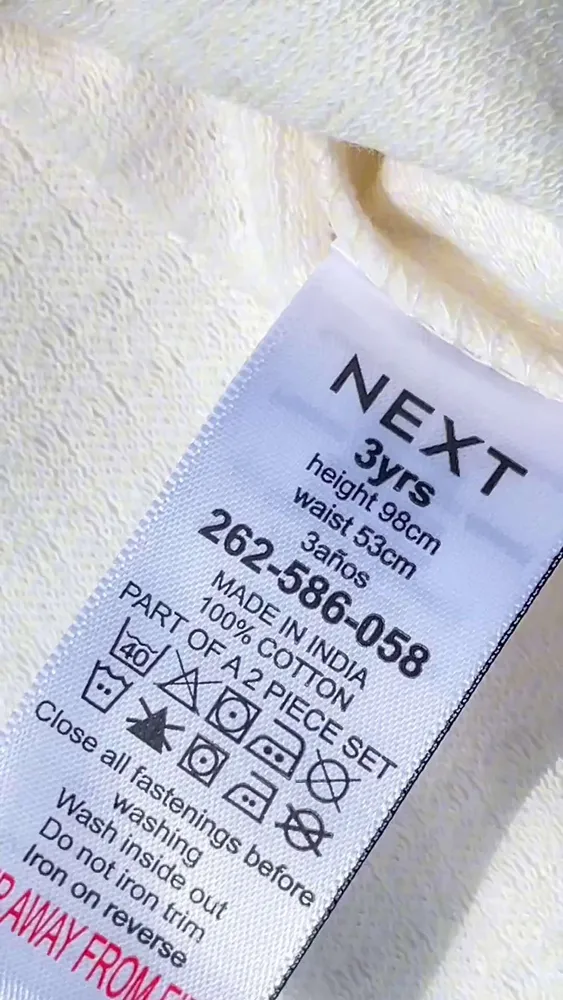 NEXT
3yrs
height 98cm
waist 53cm
3años
262-586-058
MADE IN INDIA
100% COTTON
PART OF A 2 PIECE SET
40
Close all fastenings before
washing
Wash inside out
Do not iron trim
Iron on reverse
AWAY FROM